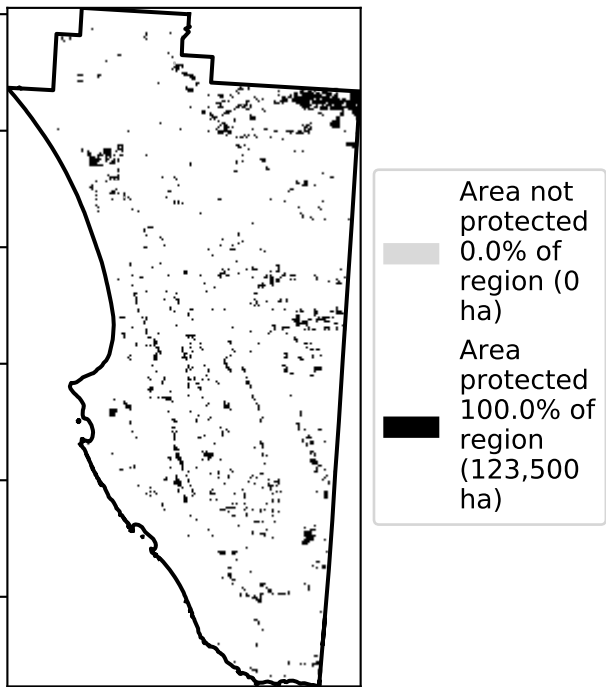 Area not
protected
0.0% of
region (0
ha)
Area
protected
100.0% of
region
(123,500
ha)